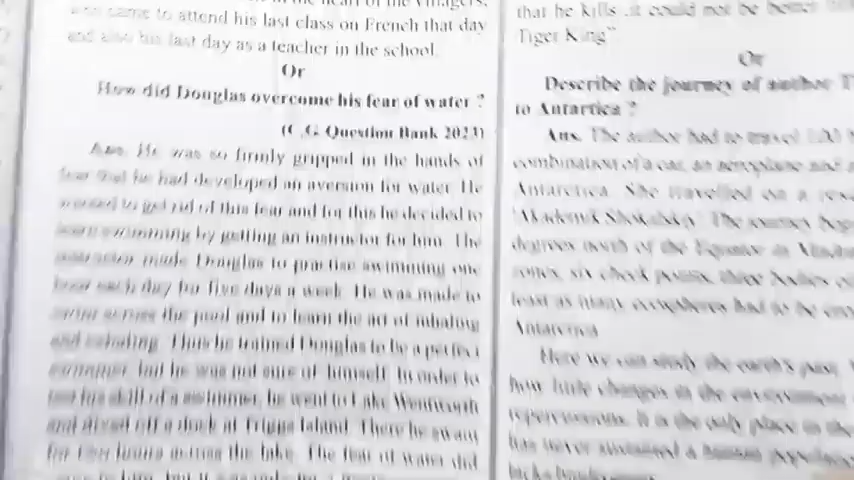 came to attend his last class on French that day
and also his last day as a teacher in the school.
Or
How did Douglas overcome his fear of water ?
(C.G. Question Bank 2023)
Ans. He was so firmly gripped in the hands of
fear that he had developed an aversion for water. He
wanted to get rid of this fear and for this he decided to
learn swimming by getting an instructor for him. The
instructor made Douglas to practise swimming one
hour each day for five days a week. He was made to
swim across the pool and to learn the art of inhaling
and exhaling. Thus he trained Douglas to be a perfect
swimmer, but he was not sure of himself. In order to
test his skill of a swimmer, he went to Lake Wentworth
and dived off a dock at Triggs Island. There he swam
for two hours across the lake. The fear of water did
that he kills it could not be better
Tiger King"
Or
Describe the journey of author T
to Antartica ?
Ans. The author had to travel 100
combination of a car, an aeroplane and a
Antarctica. She travelled on a
'Akademik Shokalskiy'. The journey
degrees north of the Equator in
zones, six check points, three bodies of
least as many ecospheres had to be
Antarctica.
Here we can study the earth's past,
how little changes in the environment
repercussions. It is the only place in the
has never sustained a human population
lacks